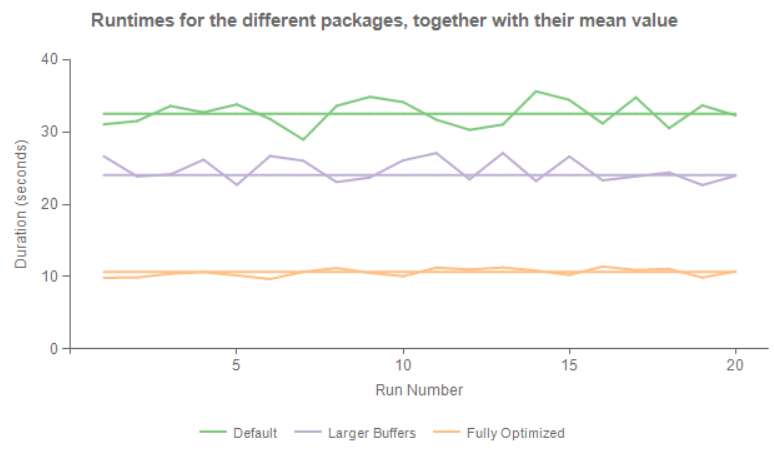 Runtimes for the different packages, together with their mean value
40
30
20
10
0
Duration (seconds)
5 10 15 20
Run Number
Default Larger Buffers Fully Optimized